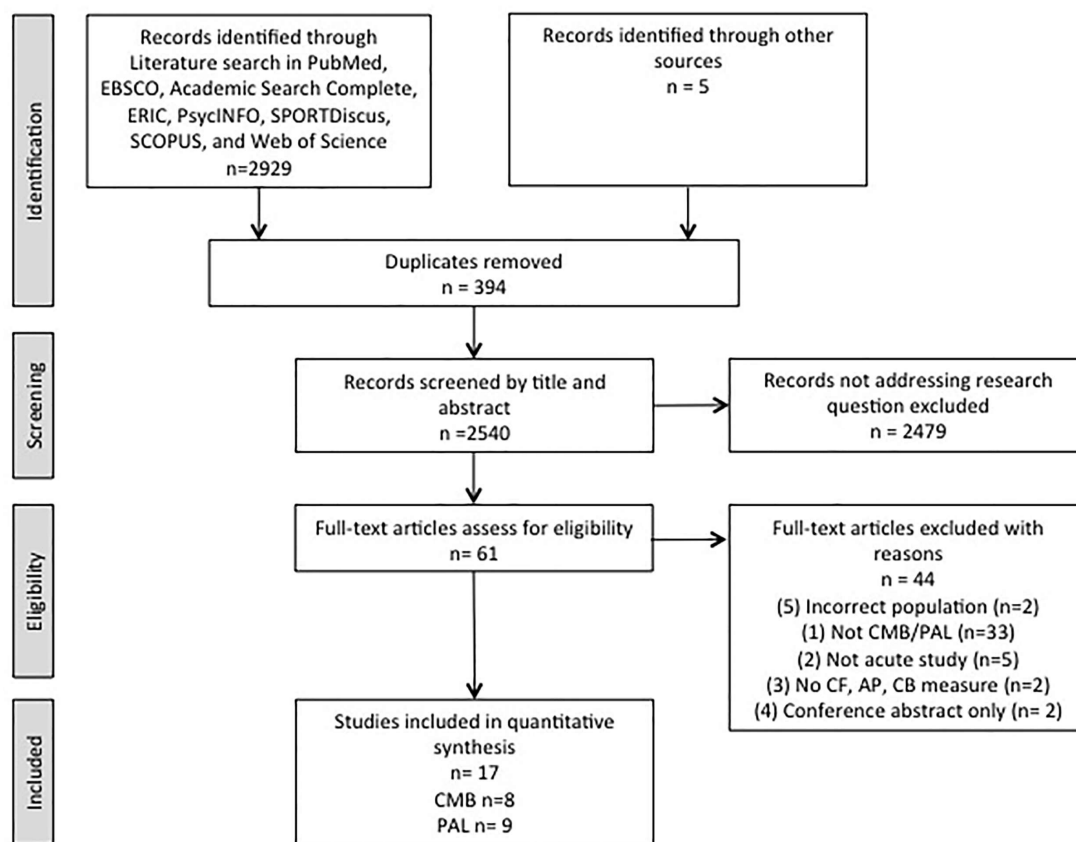 Identification
Records identified through
Literature search in PubMed,
EBSCO, Academic Search Complete,
ERIC, PsycINFO, SPORTDiscus,
SCOPUS, and Web of Science
n=2929
Records identified through other
sources
n = 5
Duplicates removed
n = 394
Screening
Records screened by title and
abstract
n =2540
Records not addressing research
question excluded
n = 2479
Eligibility
Full-text articles assess for eligibility
n= 61
Full-text articles excluded with
reasons
n = 44
(5) Incorrect population (n=2)
(1) Not CMB/PAL (n=33)
(2) Not acute study (n=5)
(3) No CF, AP, CB measure (n=2)
(4) Conference abstract only (n= 2)
Included
Studies included in quantitative
synthesis
n= 17
CMB n=8
PAL n= 9